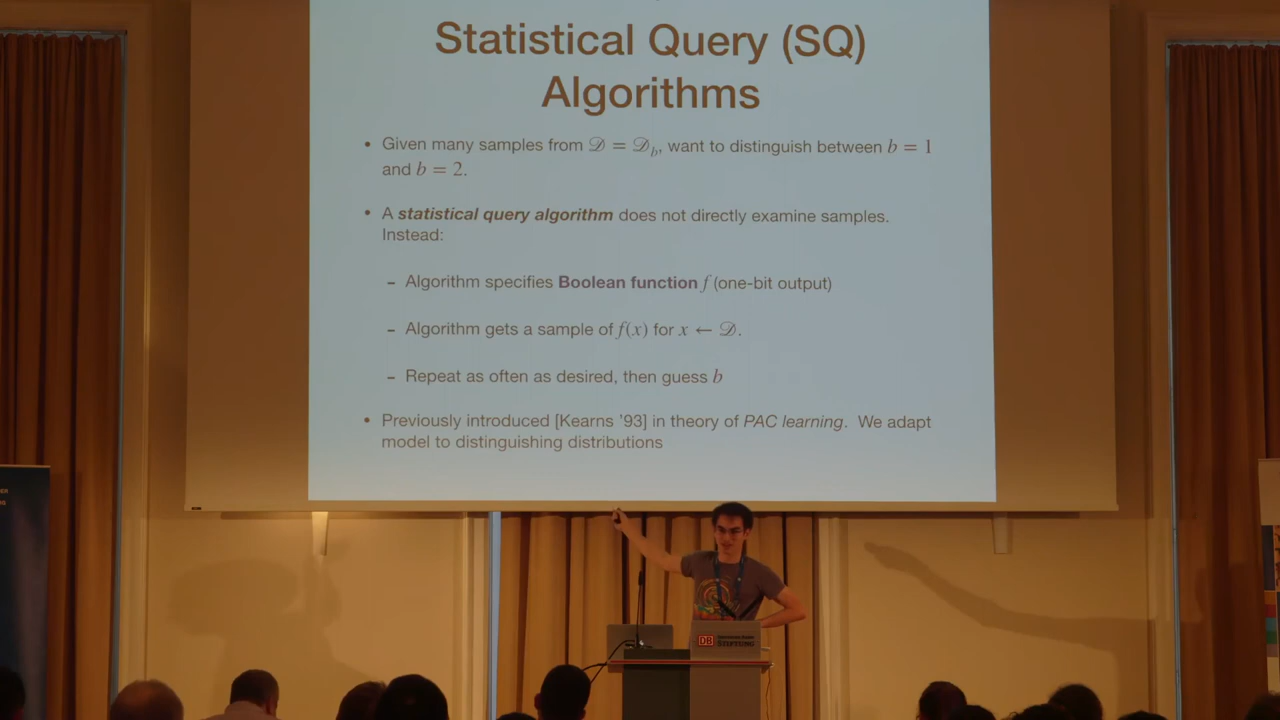 Statistical Query (SQ)
Algorithms
• Given many samples from 𝒟 = 𝒟_b, want to distinguish between b = 1
and b = 2.
• A statistical query algorithm does not directly examine samples.
Instead:
– Algorithm specifies Boolean function f (one-bit output)
– Algorithm gets a sample of f(x) for x ← 𝒟.
– Repeat as often as desired, then guess b
• Previously introduced [Kearns '93] in theory of PAC learning. We adapt
model to distinguishing distributions
DB
STIFTUNG